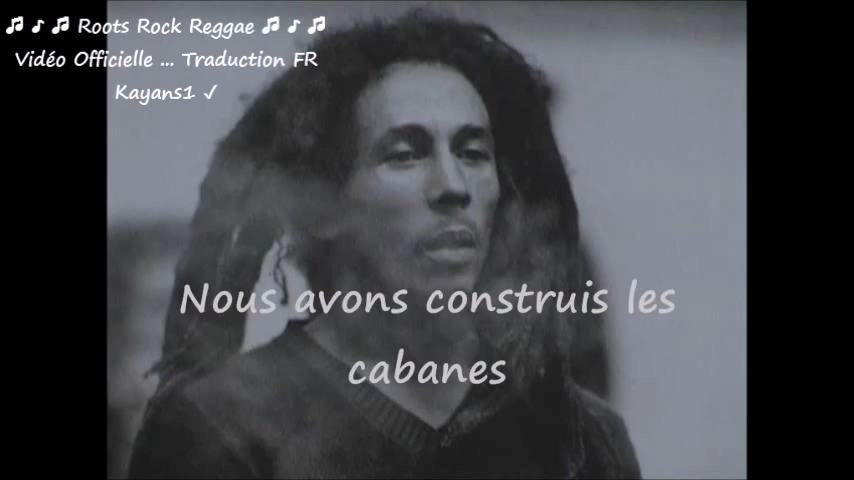 🎵 ♪ 🎵 Roots Rock Reggae 🎵 ♪ 🎵
Vidéo Officielle ... Traduction FR
Kayans1 ✓
Nous avons construis les
cabanes